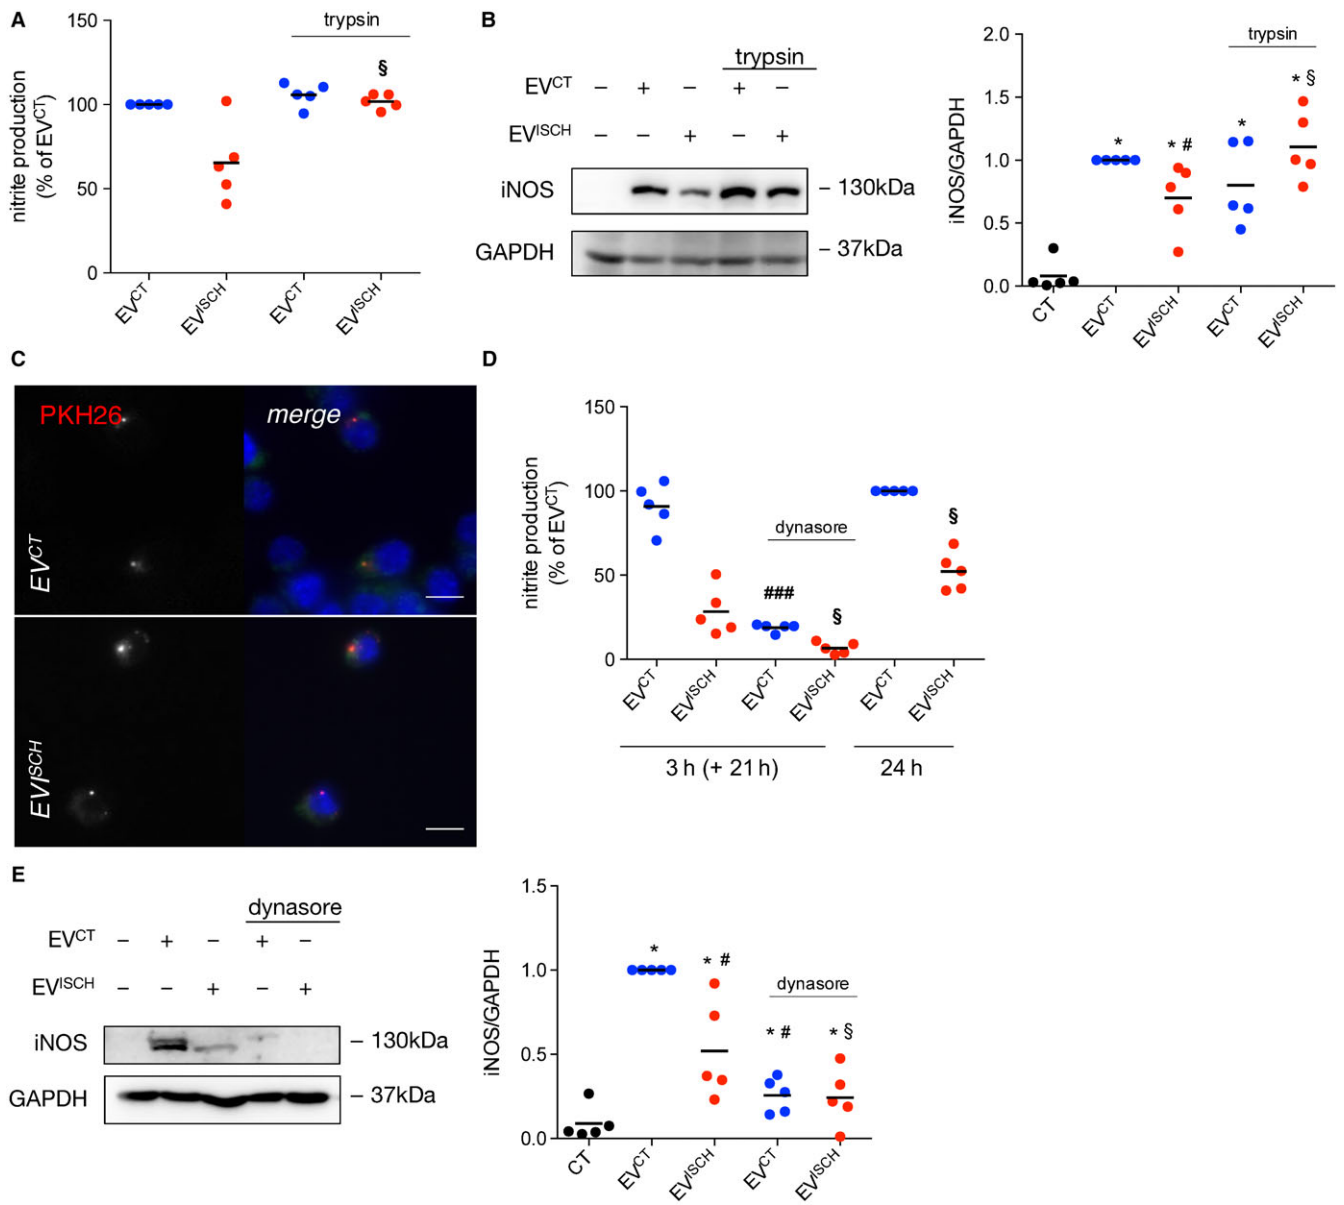 A
150
100
50
0
nitrite production
(% of EVCT)
trypsin
§
EVCT
EVISCH
EVCT
EVISCH
B
trypsin
EVCT – + – + –
EVISCH – – + – +
iNOS – 130kDa
GAPDH – 37kDa
2.0
1.5
1.0
0.5
0.0
iNOS/GAPDH
trypsin
*
* #
*
* §
CT
EVCT
EVISCH
EVCT
EVISCH
C
PKH26
merge
EVCT
EVISCH
D
150
100
50
0
nitrite production
(% of EVCT)
dynasore
###
§
§
EVCT
EVISCH
EVCT
EVISCH
EVCT
EVISCH
3 h (+ 21 h)
24 h
E
dynasore
EVCT – + – + –
EVISCH – – + – +
iNOS – 130kDa
GAPDH – 37kDa
1.5
1.0
0.5
0.0
iNOS/GAPDH
dynasore
*
* #
* #
* §
CT
EVCT
EVISCH
EVCT
EVISCH